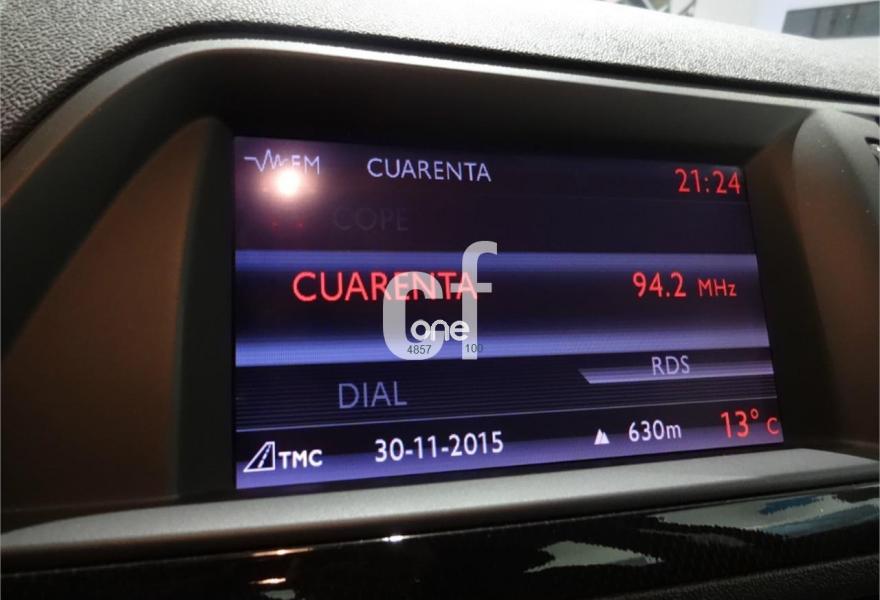 FM CUARENTA 21:24
COPE
CUARENTA 94.2 MHz
cf
one
4857 100
RDS
DIAL
TMC 30-11-2015 630m 13° C